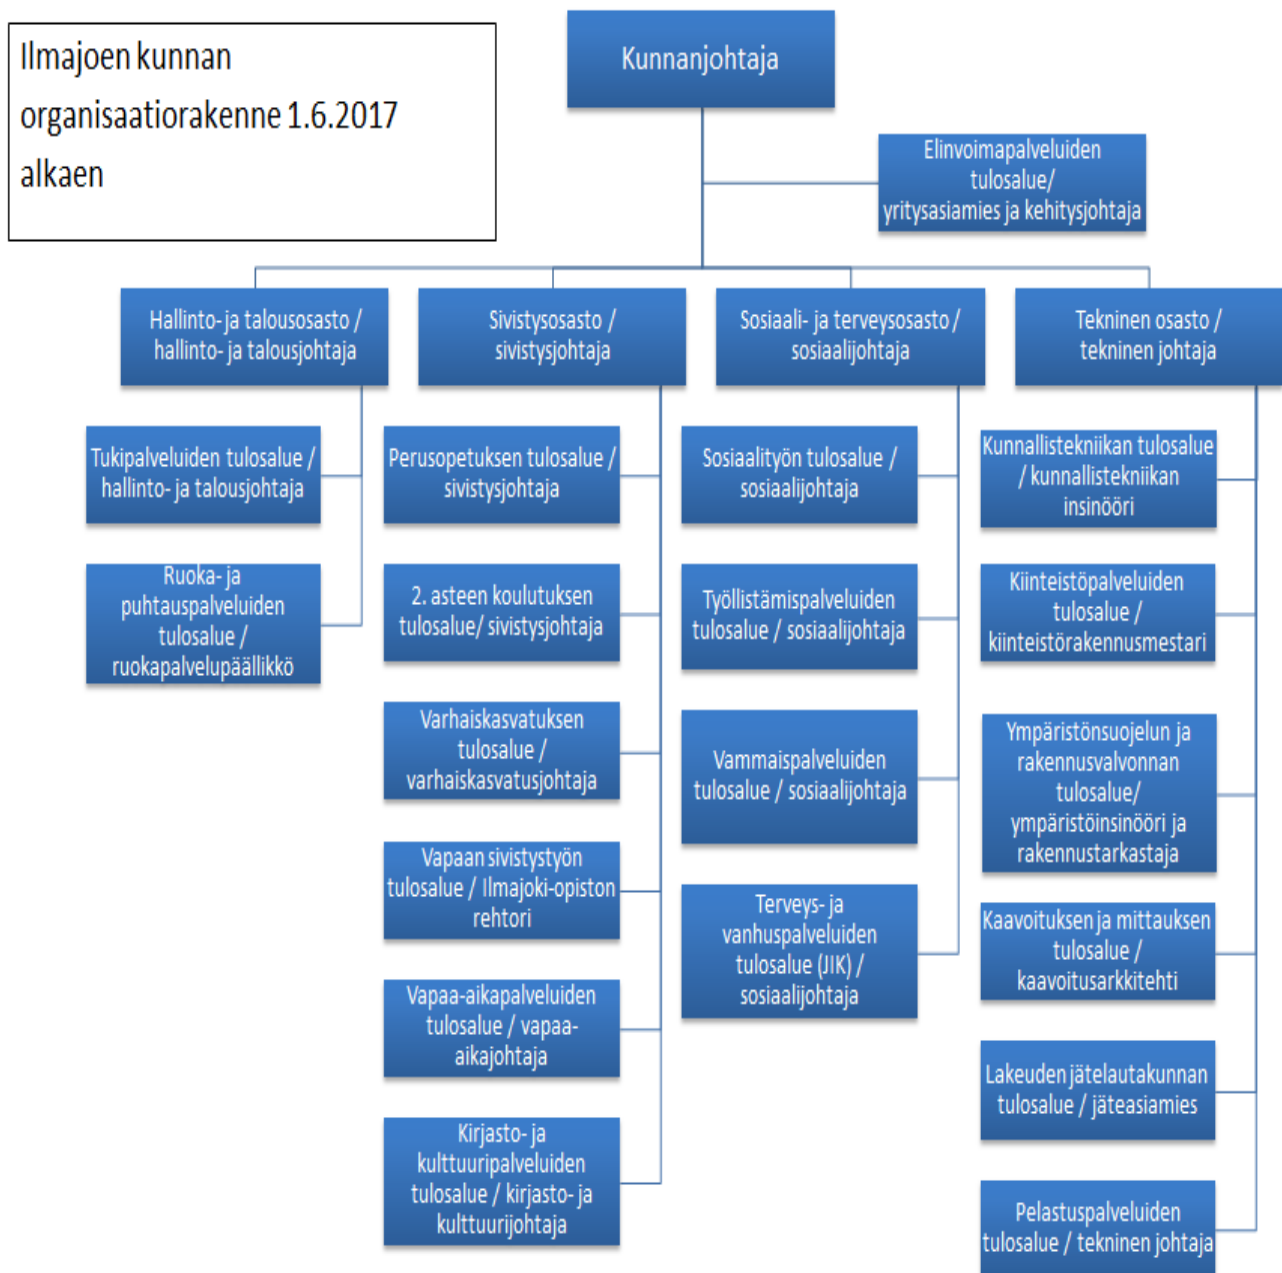 Ilmajoen kunnan
organisaatiorakenne 1.6.2017
alkaen
Kunnanjohtaja
Elinvoimapalveluiden
tulosalue/
yritysasiamies ja kehitysjohtaja
Hallinto- ja talousosasto /
hallinto- ja talousjohtaja
Sivistysosasto /
sivistysjohtaja
Sosiaali- ja terveysosasto /
sosiaalijohtaja
Tekninen osasto /
tekninen johtaja
Tukipalveluiden tulosalue /
hallinto- ja talousjohtaja
Ruoka- ja
puhtauspalveluiden
tulosalue /
ruokapalvelupäällikkö
Perusopetuksen tulosalue /
sivistysjohtaja
2. asteen koulutuksen
tulosalue/ sivistysjohtaja
Varhaiskasvatuksen
tulosalue /
varhaiskasvatusjohtaja
Vapaan sivistystyön
tulosalue / Ilmajoki-opiston
rehtori
Vapaa-aikapalveluiden
tulosalue / vapaa-
aikajohtaja
Kirjasto- ja
kulttuuripalveluiden
tulosalue / kirjasto- ja
kulttuurijohtaja
Sosiaalityön tulosalue /
sosiaalijohtaja
Työllistämispalveluiden
tulosalue / sosiaalijohtaja
Vammaispalveluiden
tulosalue / sosiaalijohtaja
Terveys- ja
vanhuspalveluiden
tulosalue (JIK) /
sosiaalijohtaja
Kunnallistekniikan tulosalue
/ kunnallistekniikan
insinööri
Kiinteistöpalveluiden
tulosalue /
kiinteistörakennusmestari
Ympäristönsuojelun ja
rakennusvalvonnan
tulosalue/
ympäristöinsinööri ja
rakennustarkastaja
Kaavoituksen ja mittauksen
tulosalue /
kaavoitusarkkitehti
Lakeuden jätelautakunnan
tulosalue / jäteasiamies
Pelastuspalveluiden
tulosalue / tekninen johtaja